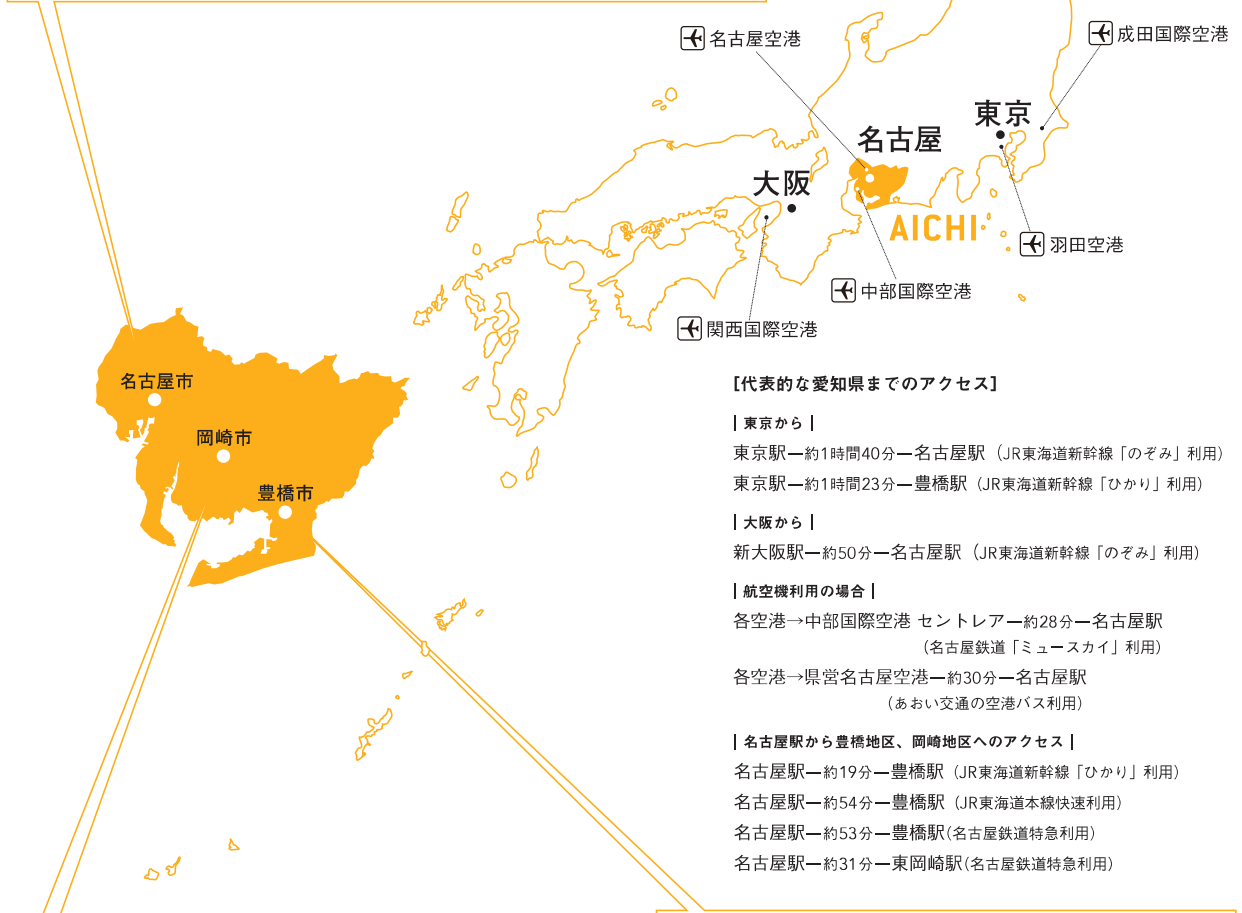 名古屋空港
成田国際空港
東京
名古屋
大阪
AICHI
羽田空港
中部国際空港
関西国際空港
名古屋市
岡崎市
豊橋市
[代表的な愛知県までのアクセス]
| 東京から |
東京駅―約1時間40分―名古屋駅（JR東海道新幹線「のぞみ」利用）
東京駅―約1時間23分―豊橋駅（JR東海道新幹線「ひかり」利用）
| 大阪から |
新大阪駅―約50分―名古屋駅（JR東海道新幹線「のぞみ」利用）
| 航空機利用の場合 |
各空港→中部国際空港 セントレア―約28分―名古屋駅
（名古屋鉄道「ミュースカイ」利用）
各空港→県営名古屋空港―約30分―名古屋駅
（あおい交通の空港バス利用）
| 名古屋駅から豊橋地区、岡崎地区へのアクセス |
名古屋駅―約19分―豊橋駅（JR東海道新幹線「ひかり」利用）
名古屋駅―約54分―豊橋駅（JR東海道本線快速利用）
名古屋駅―約53分―豊橋駅（名古屋鉄道特急利用）
名古屋駅―約31分―東岡崎駅（名古屋鉄道特急利用）